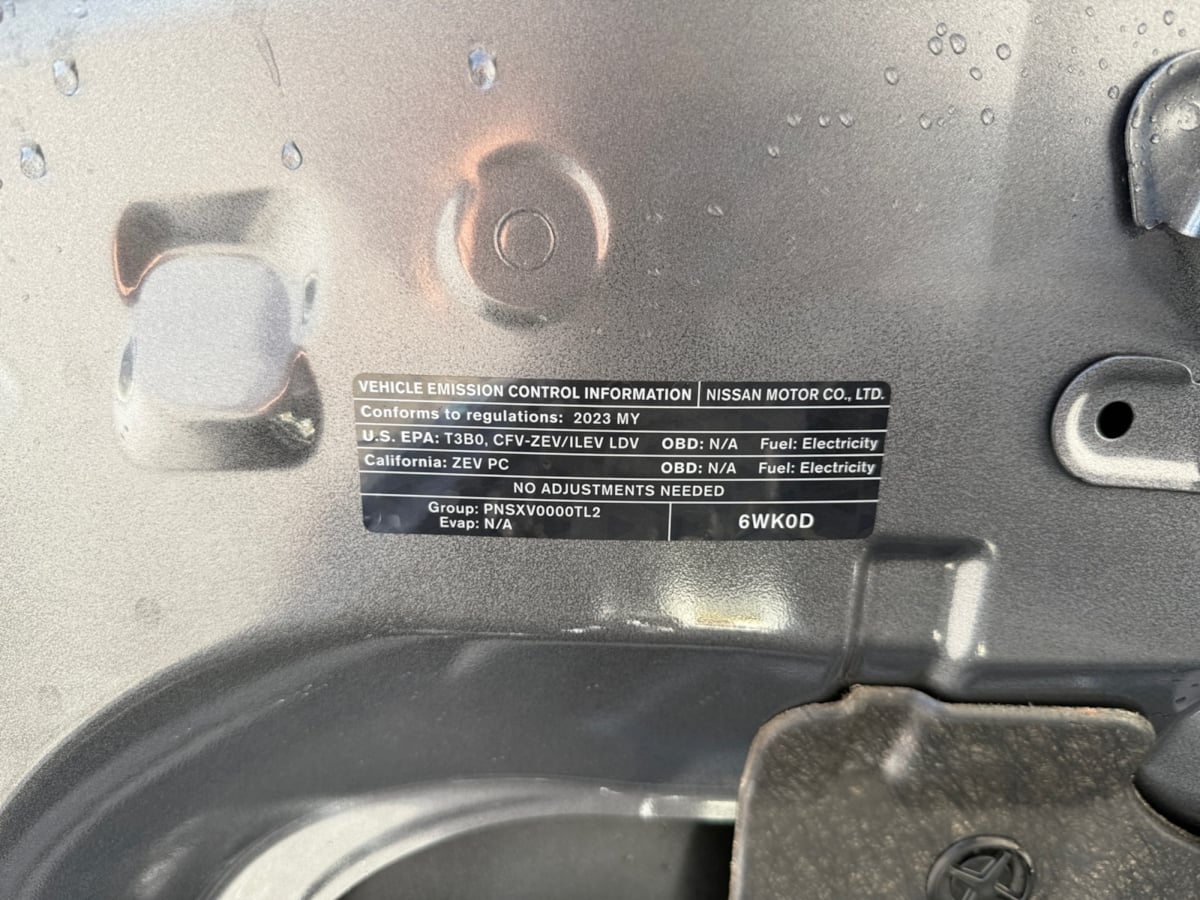 VEHICLE EMISSION CONTROL INFORMATION NISSAN MOTOR CO., LTD.
Conforms to regulations: 2023 MY
U.S. EPA: T3B0, CFV-ZEV/ILEV LDV OBD: N/A Fuel: Electricity
California: ZEV PC OBD: N/A Fuel: Electricity
NO ADJUSTMENTS NEEDED
Group: PNSXV0000TL2
Evap: N/A
6WK0D